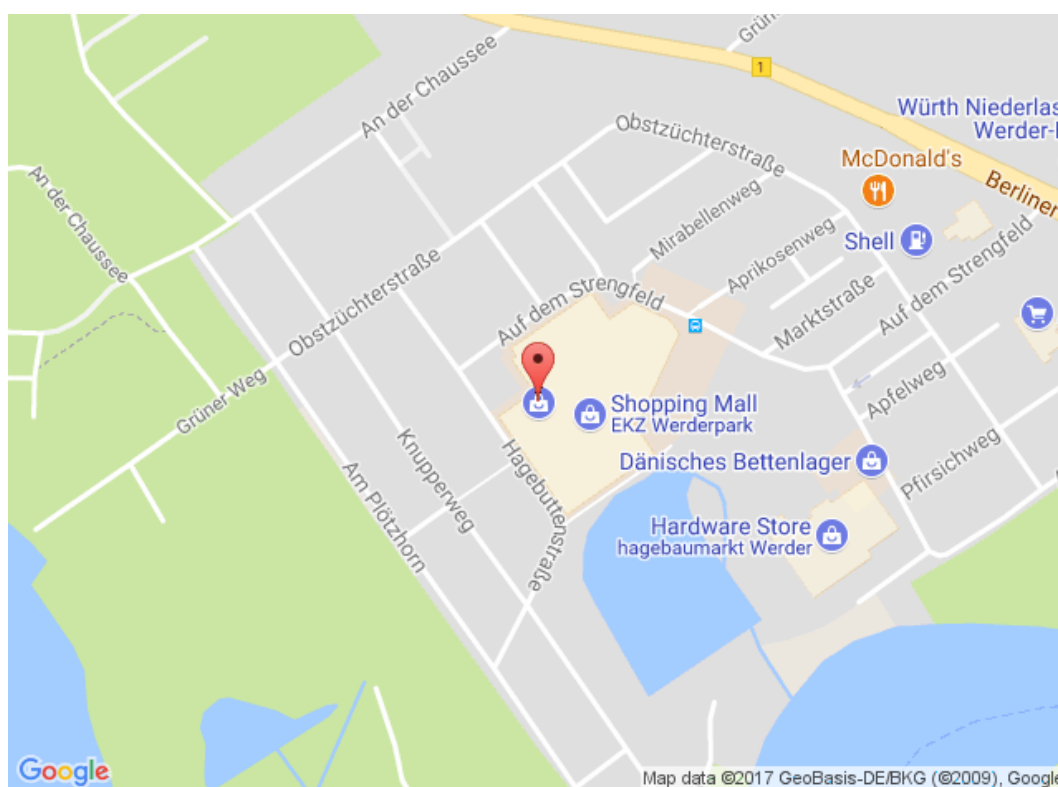 Grün
An der Chaussee
1
Obstzüchterstraße
Würth Niederlas
Werder-
McDonald's
Berliner
An der Chaussee
Mirabellenweg
Aprikosenweg
Shell
Auf dem Strengfeld
Obstzüchterstraße
Auf dem Strengfeld
Marktstraße
Grüner Weg
Apfelweg
Shopping Mall
EKZ Werderpark
Knupperweg
Hagebuttenstraße
Dänisches Bettenlager
Pfirsichweg
Am Plötzhorn
Hardware Store
hagebaumarkt Werder
Google
Map data ©2017 GeoBasis-DE/BKG (©2009), Google